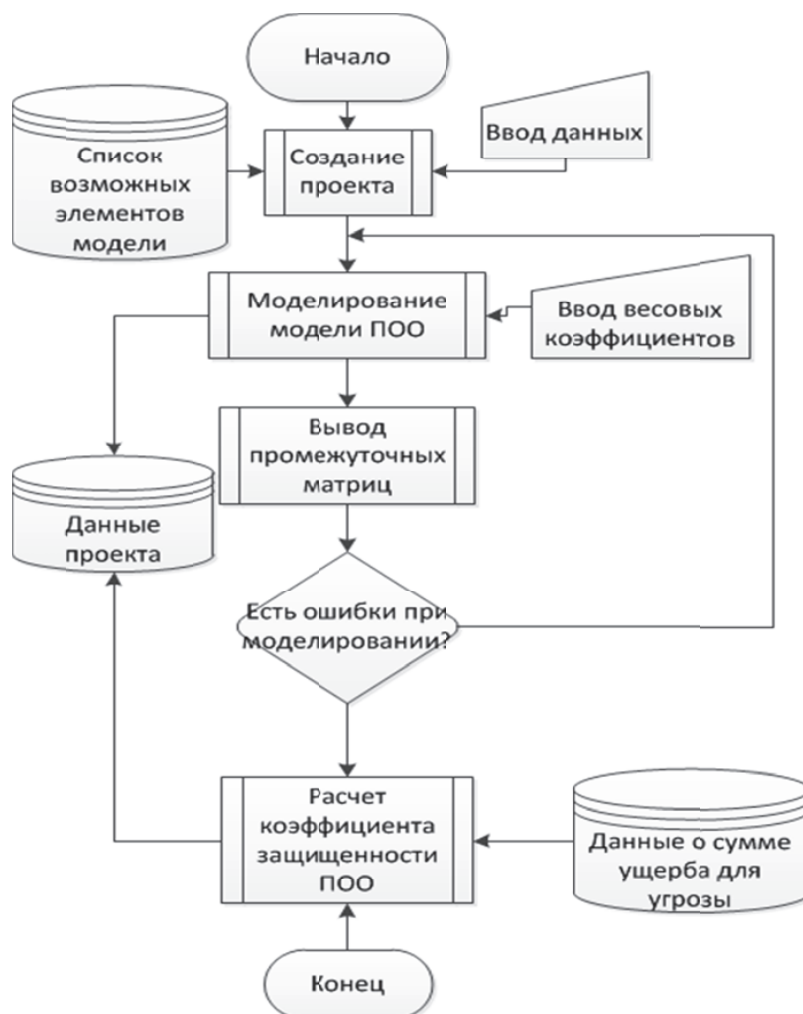 Начало
Ввод данных
Список
возможных
элементов
модели
Создание
проекта
Моделирование
модели ПОО
Ввод весовых
коэффициентов
Вывод
промежуточных
матриц
Данные
проекта
Есть ошибки при
моделировании?
Расчет
коэффициента
защищенности
ПОО
Данные о сумме
ущерба для
угрозы
Конец